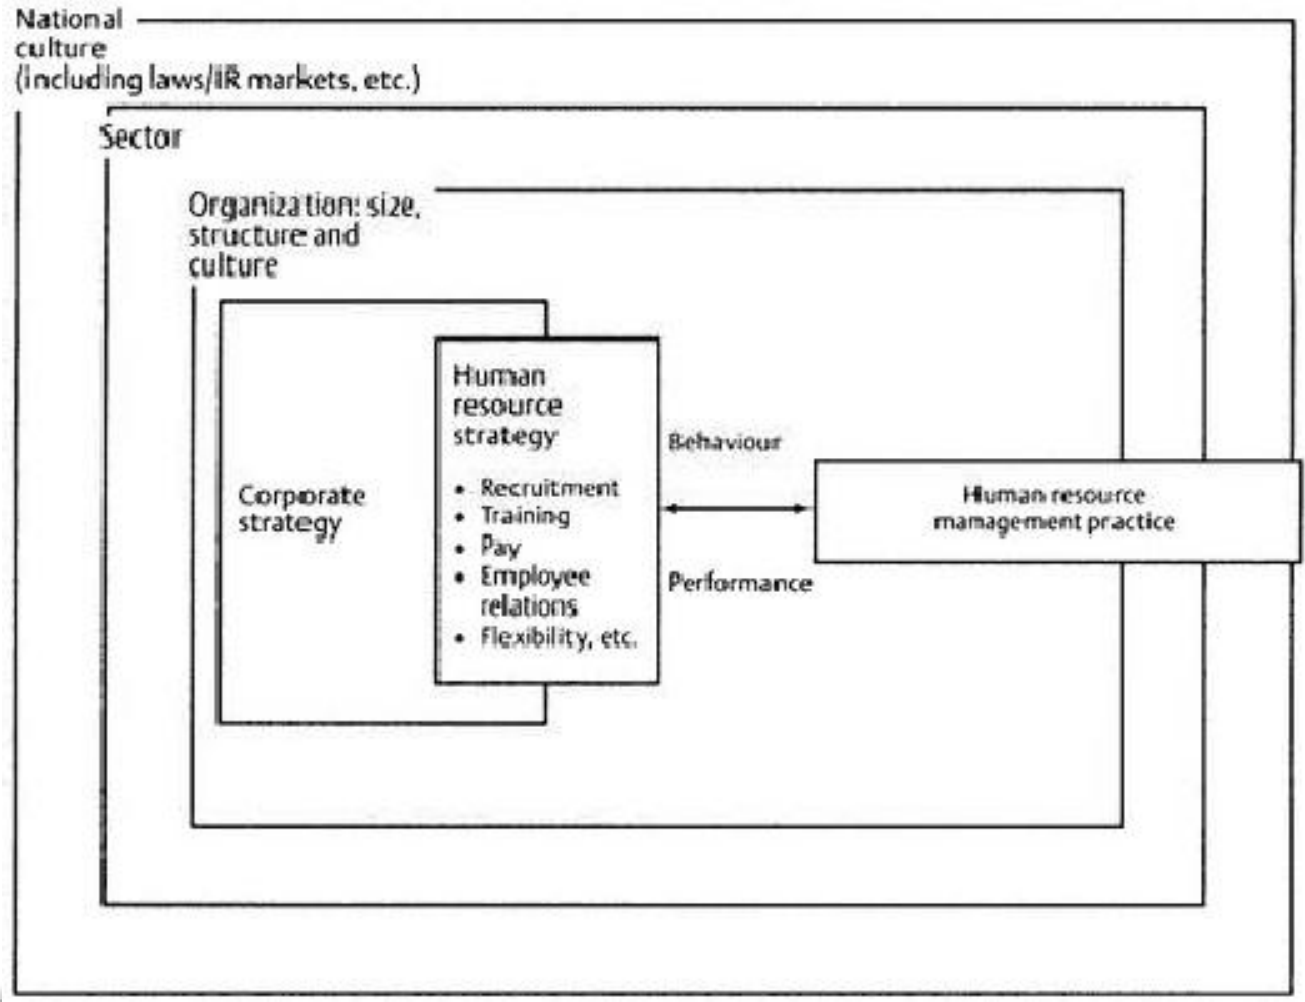 National
culture
(including laws/IR markets, etc.)
Sector
Organization: size,
structure and
culture
Corporate
strategy
Human
resource
strategy
• Recruitment
• Training
• Pay
• Employee
relations
• Flexibility, etc.
Behaviour
Performance
Human resource
management practice